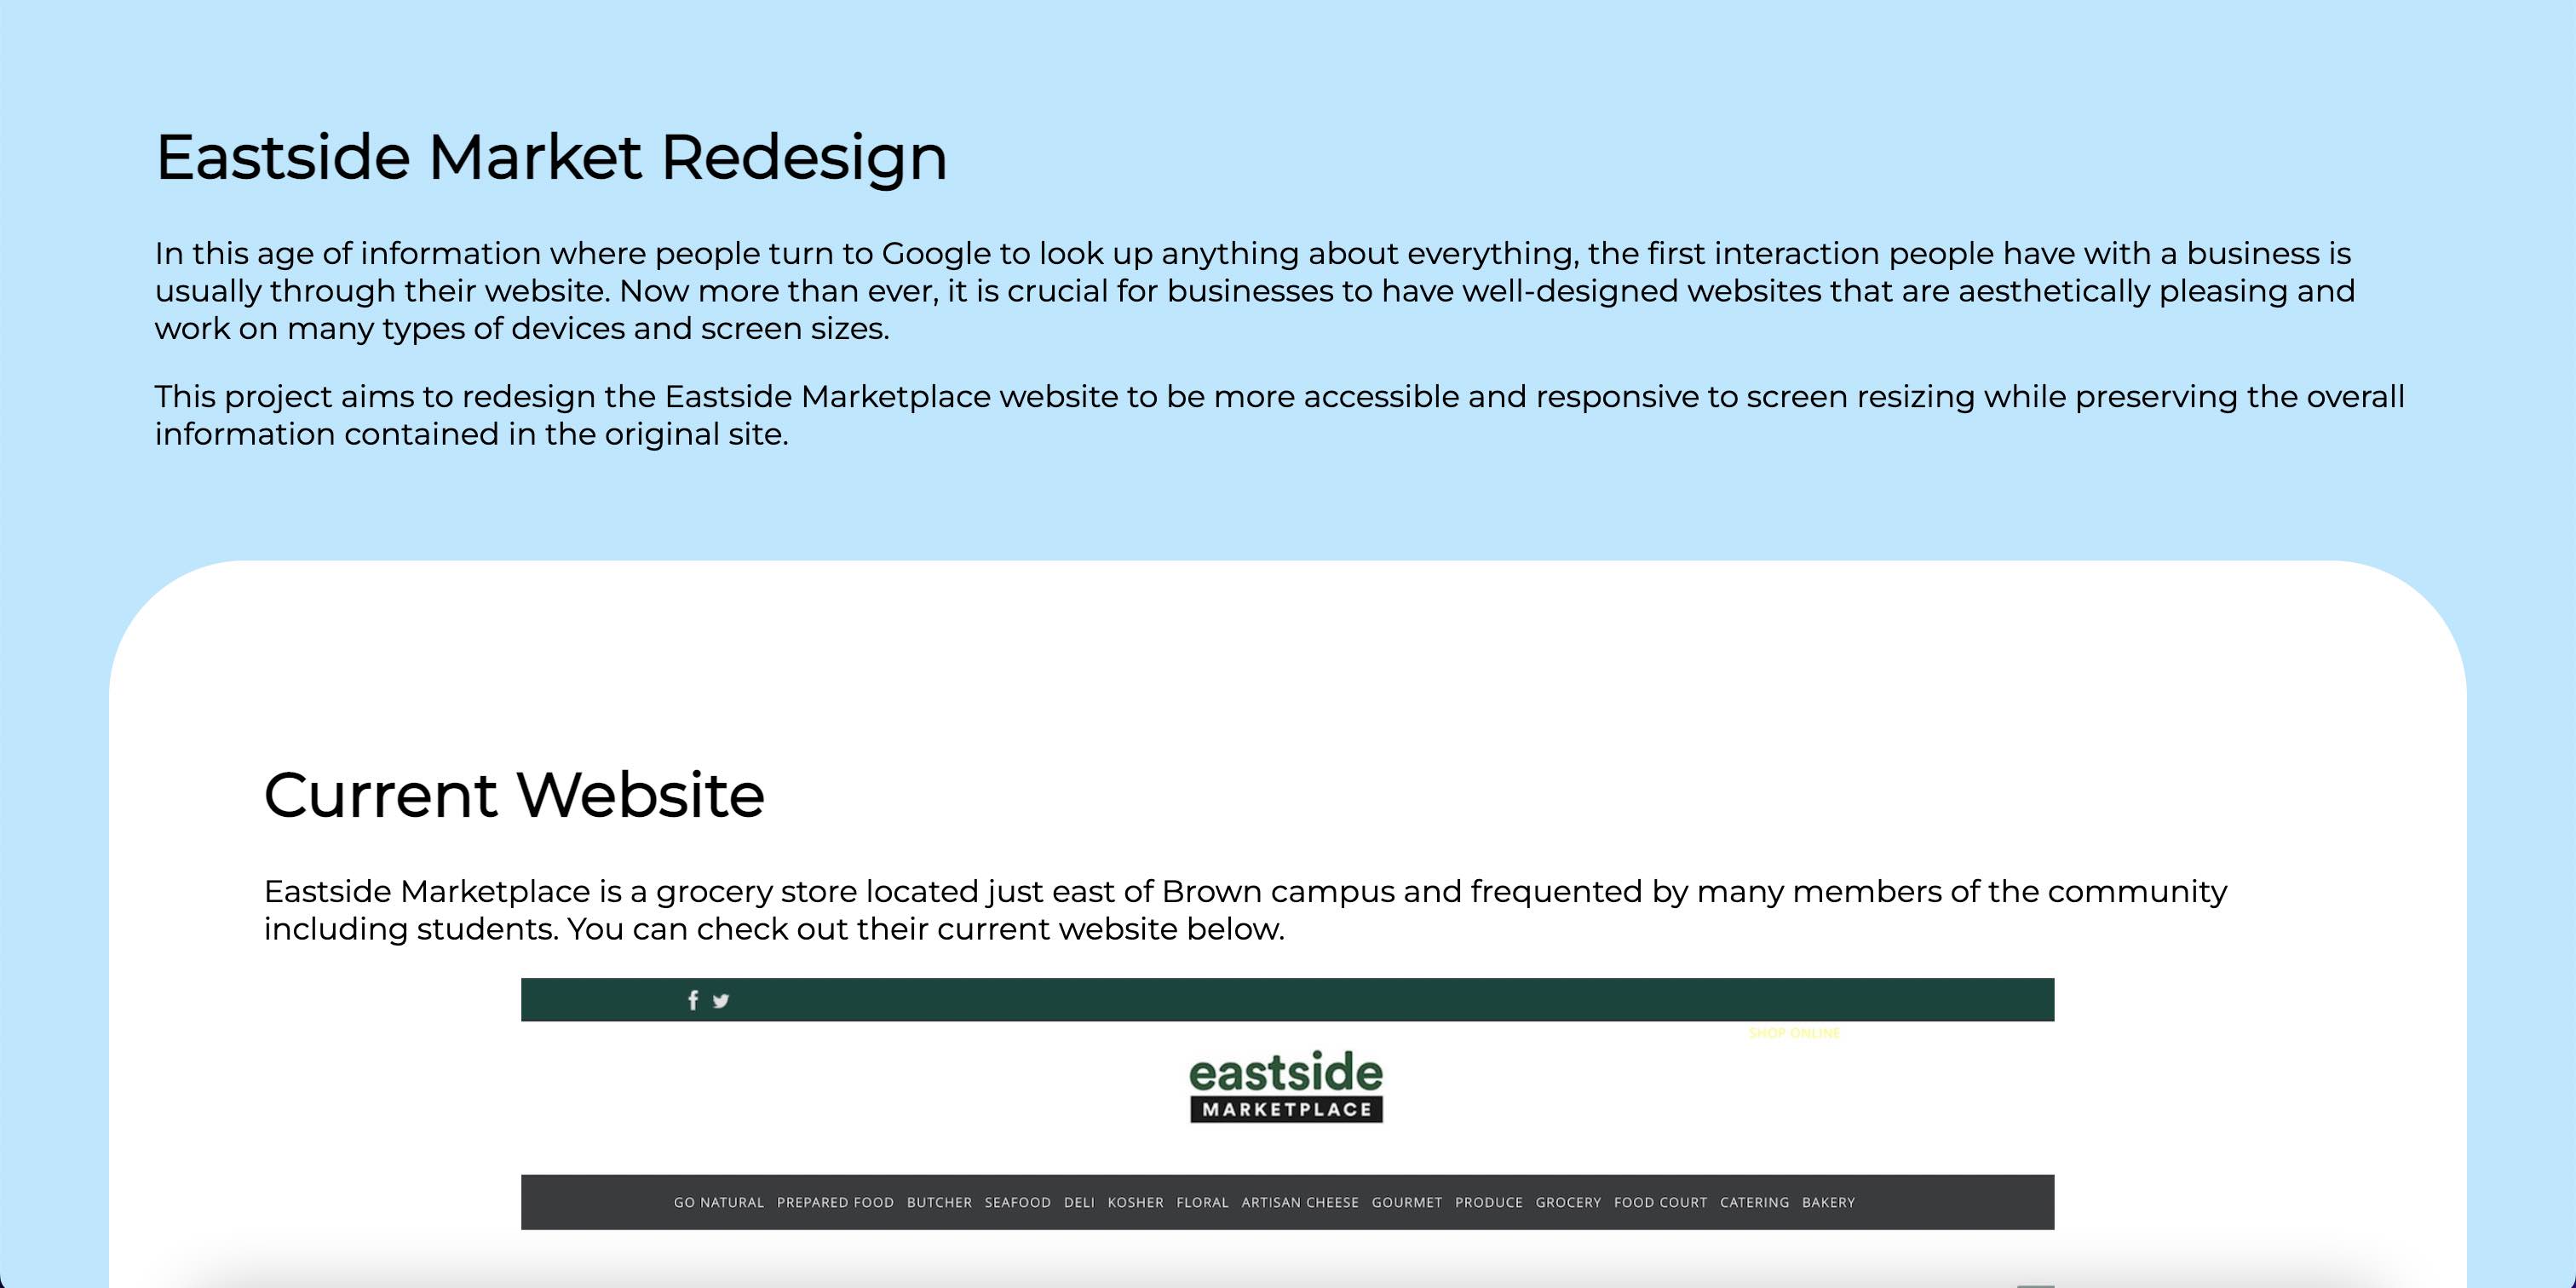 Eastside Market Redesign
In this age of information where people turn to Google to look up anything about everything, the first interaction people have with a business is
usually through their website. Now more than ever, it is crucial for businesses to have well-designed websites that are aesthetically pleasing and
work on many types of devices and screen sizes.
This project aims to redesign the Eastside Marketplace website to be more accessible and responsive to screen resizing while preserving the overall
information contained in the original site.
Current Website
Eastside Marketplace is a grocery store located just east of Brown campus and frequented by many members of the community
including students. You can check out their current website below.
SHOP ONLINE
eastside
MARKETPLACE
GO NATURAL PREPARED FOOD BUTCHER SEAFOOD DELI KOSHER FLORAL ARTISAN CHEESE GOURMET PRODUCE GROCERY FOOD COURT CATERING BAKERY